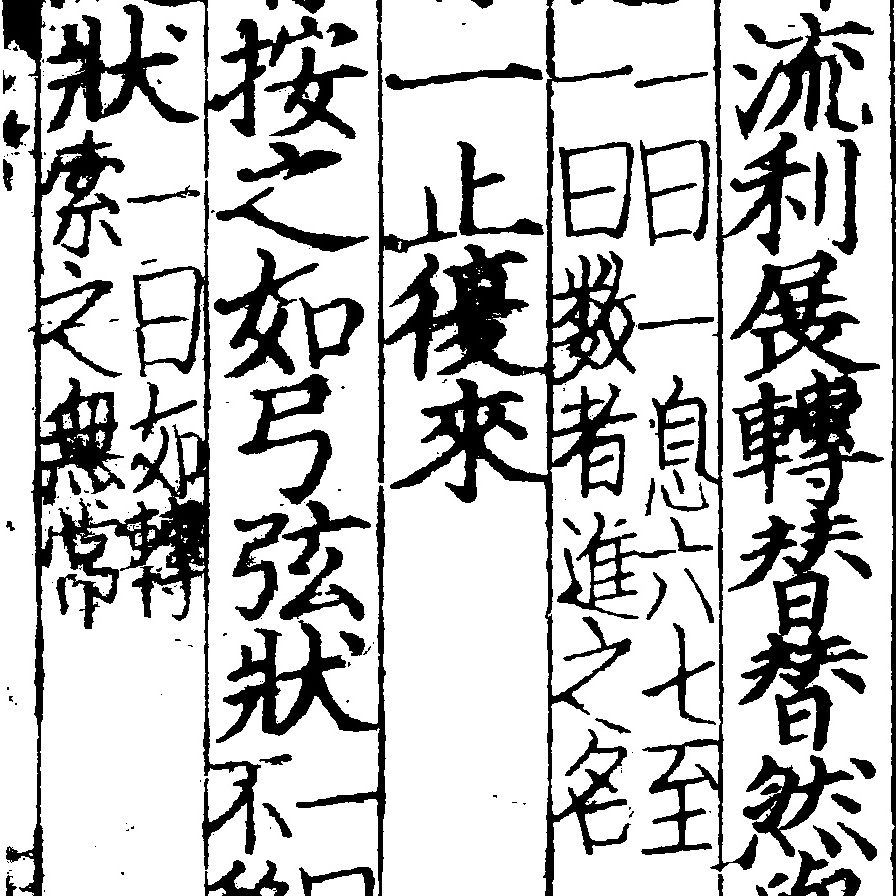 流利展轉替替然
一曰一息六七至
一曰數者進之名
一止復來
按之如弓弦狀
一曰
不
狀
一曰如轉
索之無常